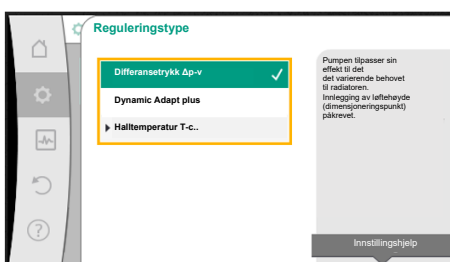 Reguleringstype
Differansetrykk Δp-v
Dynamic Adapt plus
Halltemperatur T-c..
Pumpen tilpasser sin
effekt til det
det varierende behovet
til radiatoren.
Innlegging av løftehøyde
(dimensjoneringspunkt)
påkrevet.
Innstillingshjelp